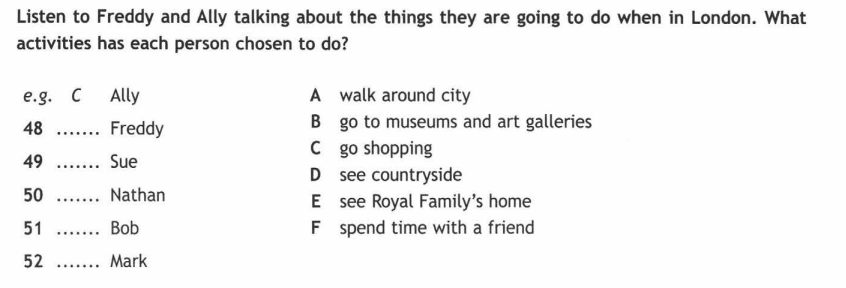 Listen to Freddy and Ally talking about the things they are going to do when in London. What
activities has each person chosen to do?
e.g. C Ally
48 ....... Freddy
49 ....... Sue
50 ....... Nathan
51 ....... Bob
52 ....... Mark
A walk around city
B go to museums and art galleries
C go shopping
D see countryside
E see Royal Family's home
F spend time with a friend